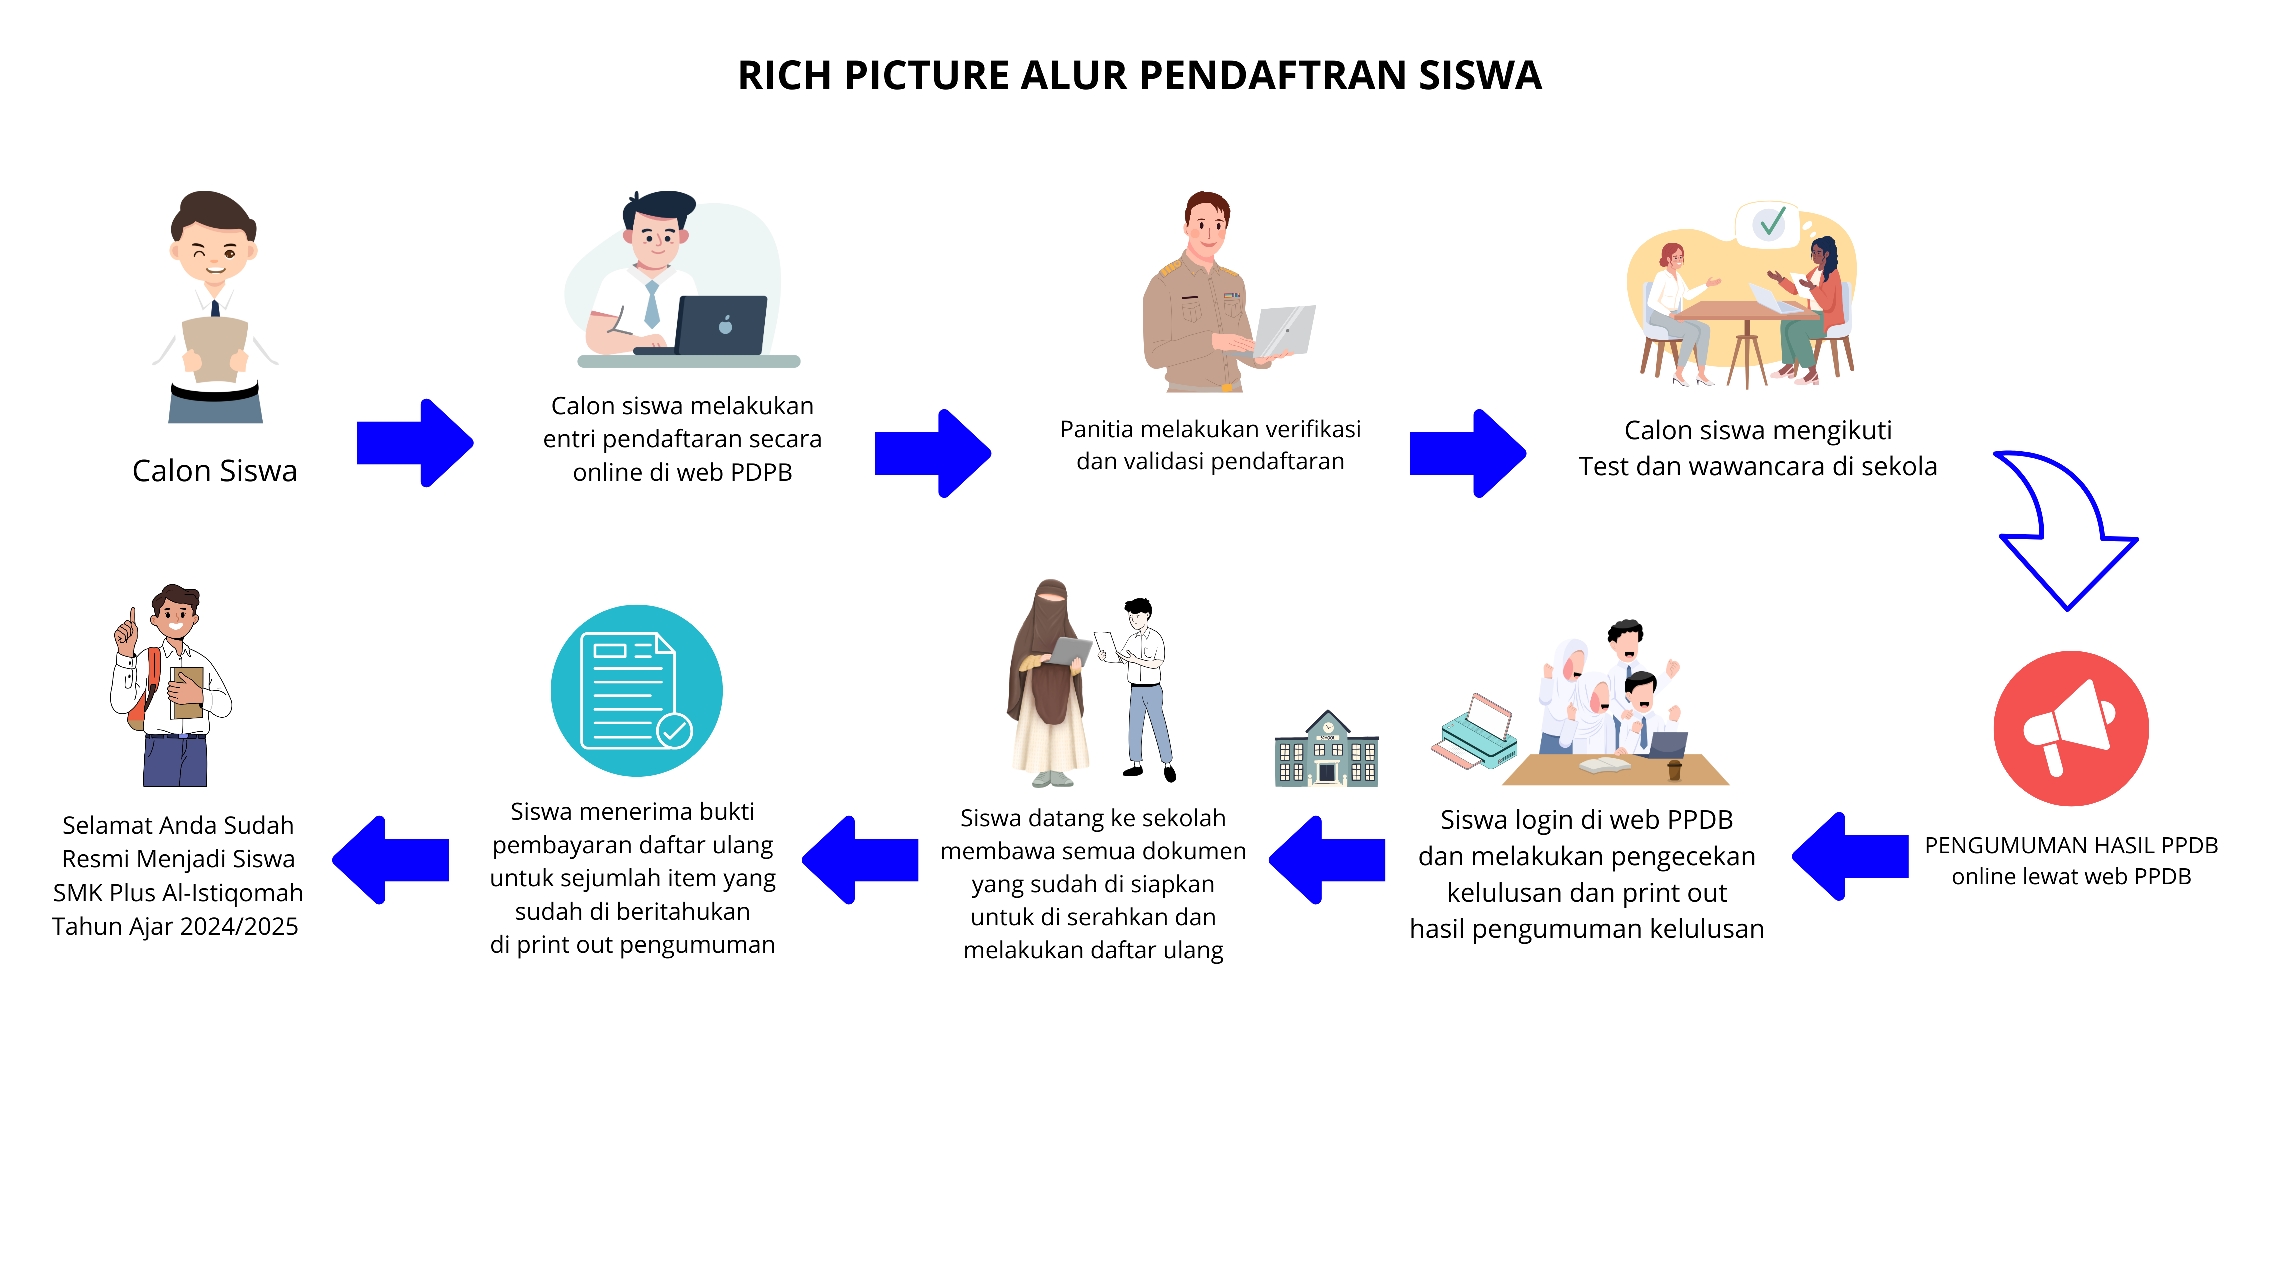 RICH PICTURE ALUR PENDAFTRAN SISWA
Calon Siswa
Calon siswa melakukan
entri pendaftaran secara
online di web PDPB
Panitia melakukan verifikasi
dan validasi pendaftaran
Calon siswa mengikuti
Test dan wawancara di sekola
PENGUMUMAN HASIL PPDB
online lewat web PPDB
Siswa login di web PPDB
dan melakukan pengecekan
kelulusan dan print out
hasil pengumuman kelulusan
SCHOOL
Siswa datang ke sekolah
membawa semua dokumen
yang sudah di siapkan
untuk di serahkan dan
melakukan daftar ulang
Siswa menerima bukti
pembayaran daftar ulang
untuk sejumlah item yang
sudah di beritahukan
di print out pengumuman
Selamat Anda Sudah
Resmi Menjadi Siswa
SMK Plus Al-Istiqomah
Tahun Ajar 2024/2025